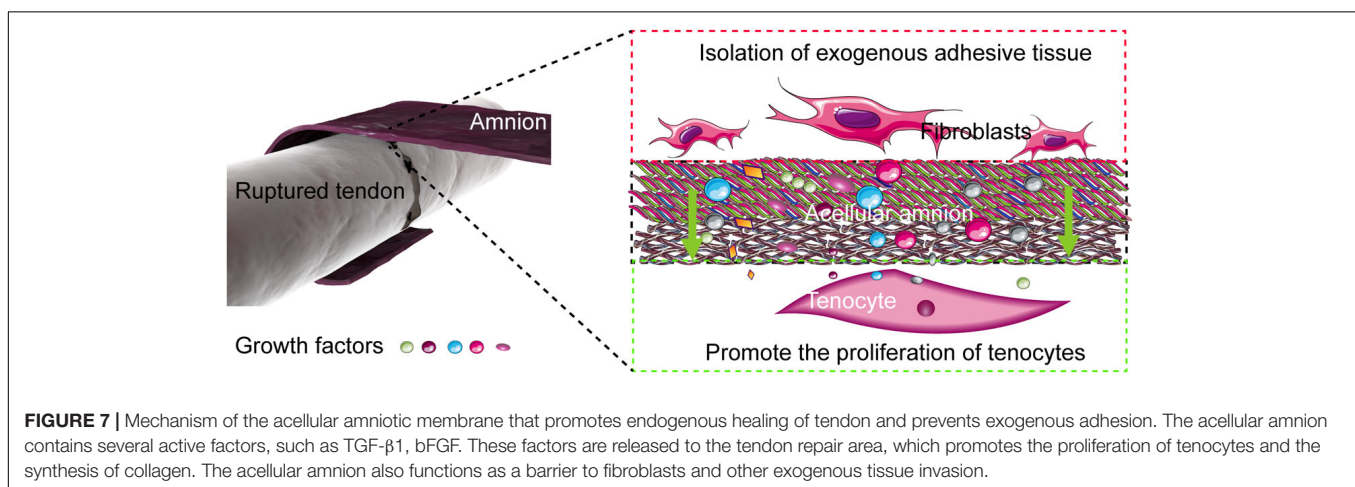 Isolation of exogenous adhesive tissue
Amnion
Fibroblasts
Ruptured tendon
Acellular amnion
Tenocyte
Growth factors
Promote the proliferation of tenocytes
FIGURE 7 | Mechanism of the acellular amniotic membrane that promotes endogenous healing of tendon and prevents exogenous adhesion. The acellular amnion
contains several active factors, such as TGF-β1, bFGF. These factors are released to the tendon repair area, which promotes the proliferation of tenocytes and the
synthesis of collagen. The acellular amnion also functions as a barrier to fibroblasts and other exogenous tissue invasion.